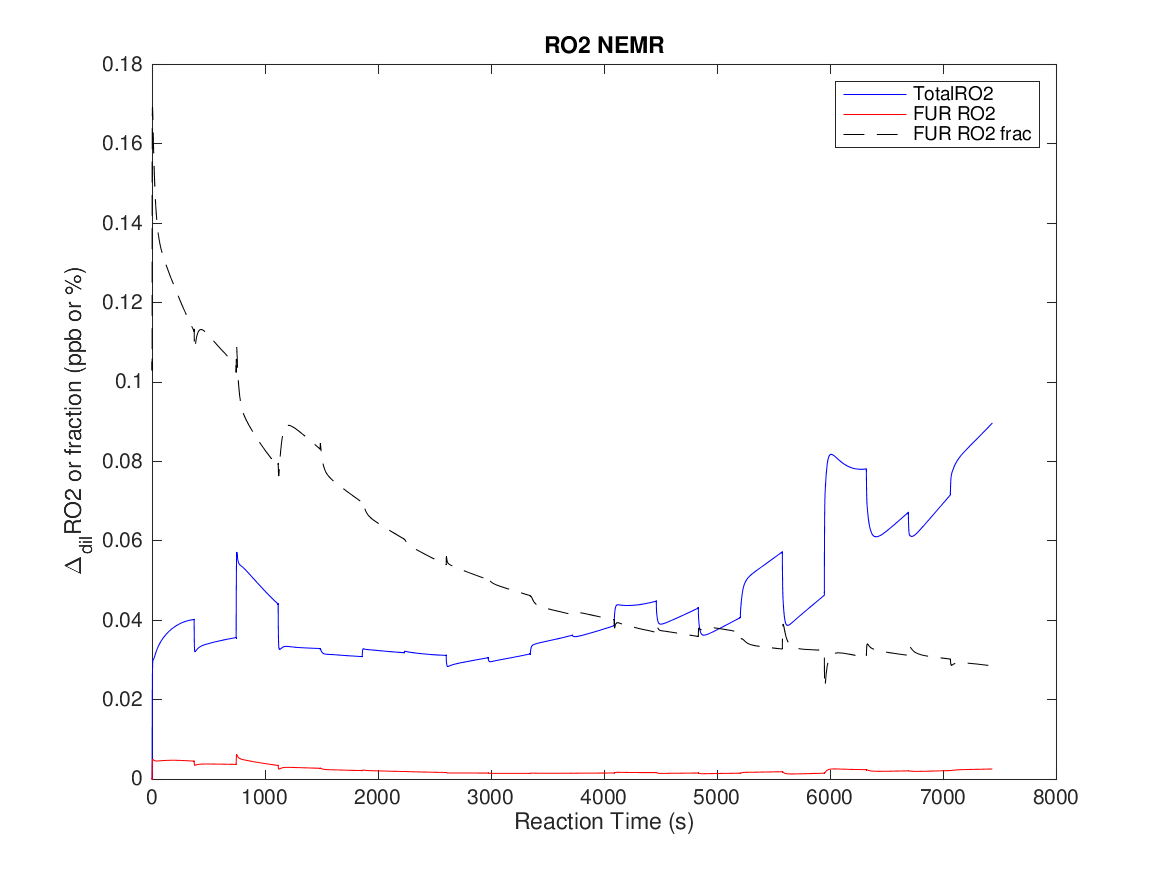 RO2 NEMR
0.18
0.16
0.14
0.12
0.1
0.08
0.06
0.04
0.02
0
Δdil RO2 or fraction (ppb or %)
TotalRO2
FUR RO2
FUR RO2 frac
0 1000 2000 3000 4000 5000 6000 7000 8000
Reaction Time (s)